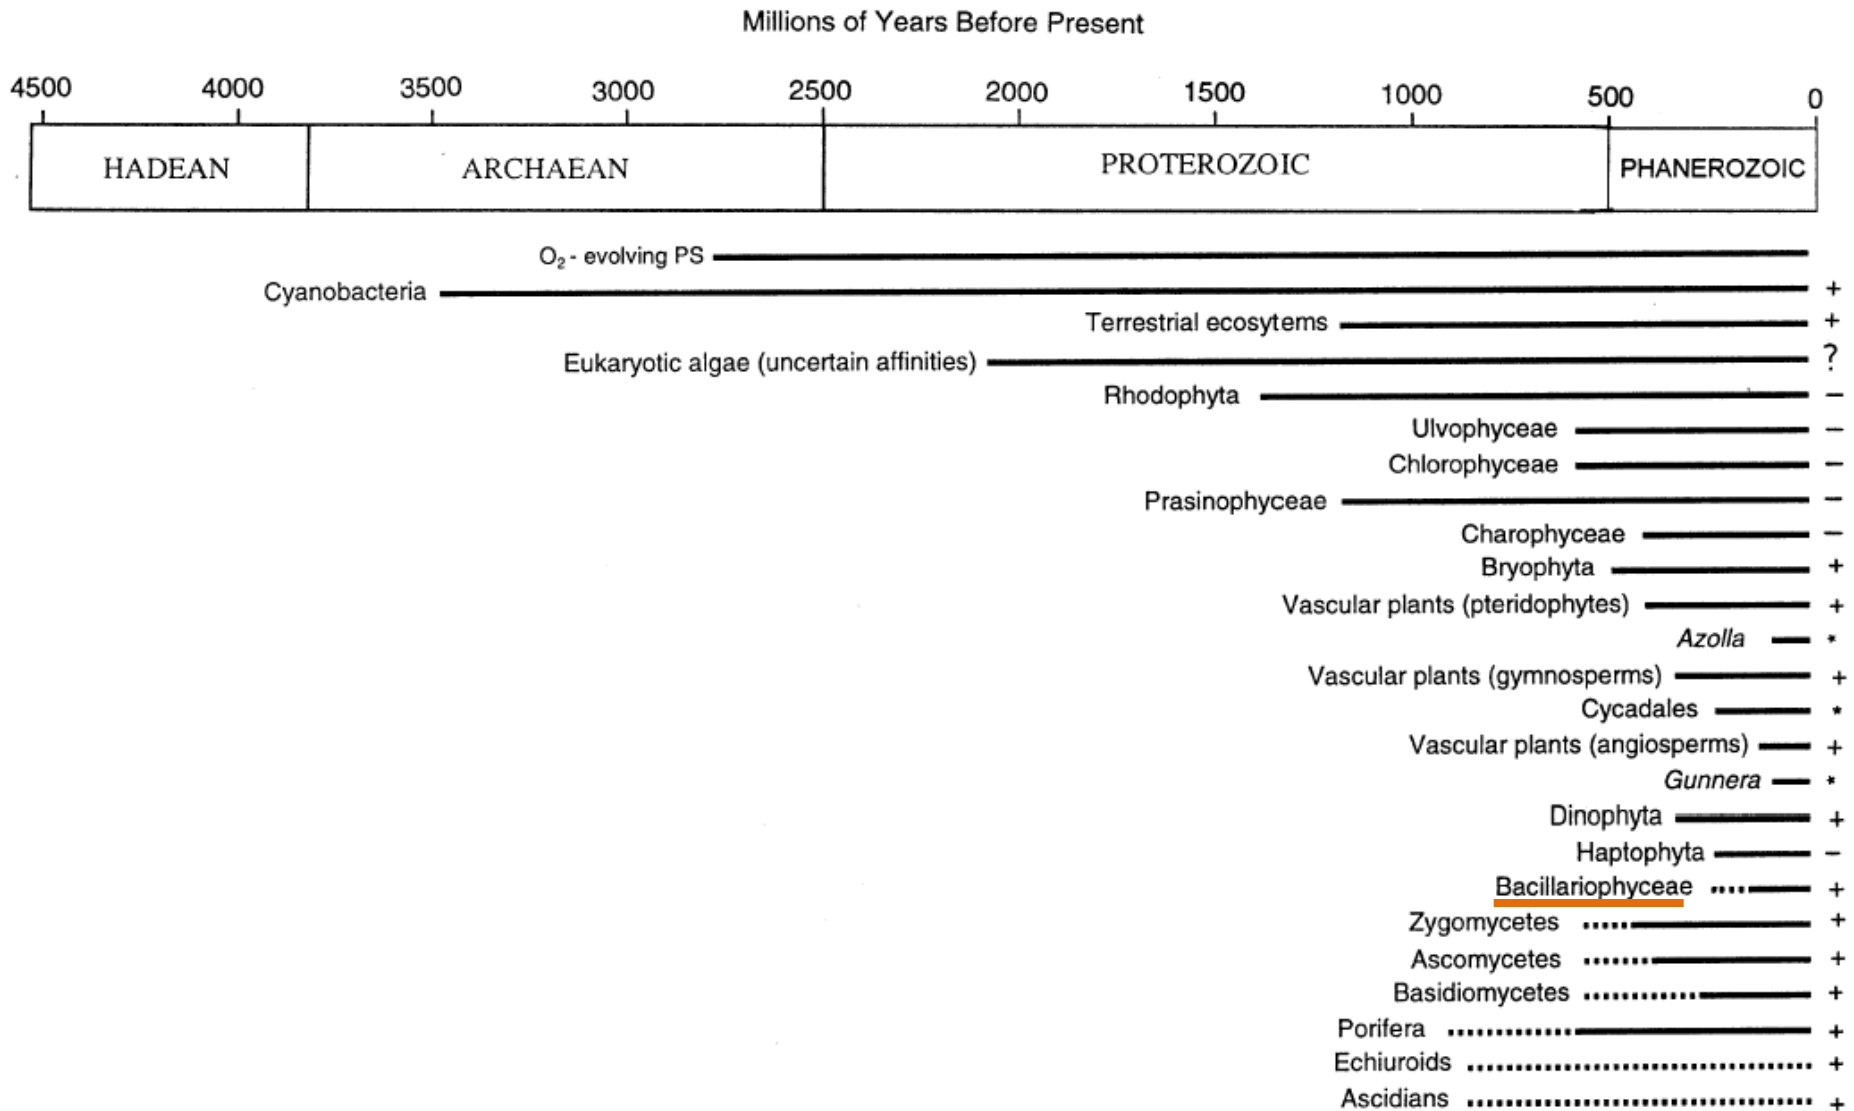 Millions of Years Before Present
4500 4000 3500 3000 2500 2000 1500 1000 500 0
HADEAN ARCHAEAN PROTEROZOIC PHANEROZOIC
O₂ - evolving PS
Cyanobacteria +
Terrestrial ecosytems +
Eukaryotic algae (uncertain affinities) ?
Rhodophyta –
Ulvophyceae –
Chlorophyceae –
Prasinophyceae –
Charophyceae –
Bryophyta +
Vascular plants (pteridophytes) +
Azolla *
Vascular plants (gymnosperms) +
Cycadales *
Vascular plants (angiosperms) +
Gunnera *
Dinophyta +
Haptophyta –
Bacillariophyceae +
Zygomycetes +
Ascomycetes +
Basidiomycetes +
Porifera +
Echiuroids +
Ascidians +